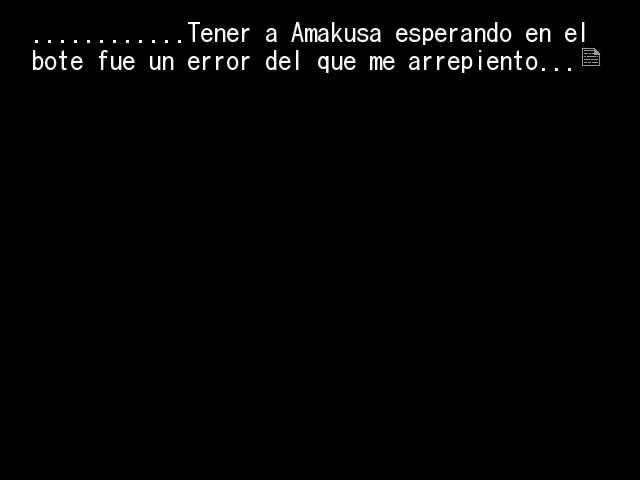 ............Tener a Amakusa esperando en el
bote fue un error del que me arrepiento...